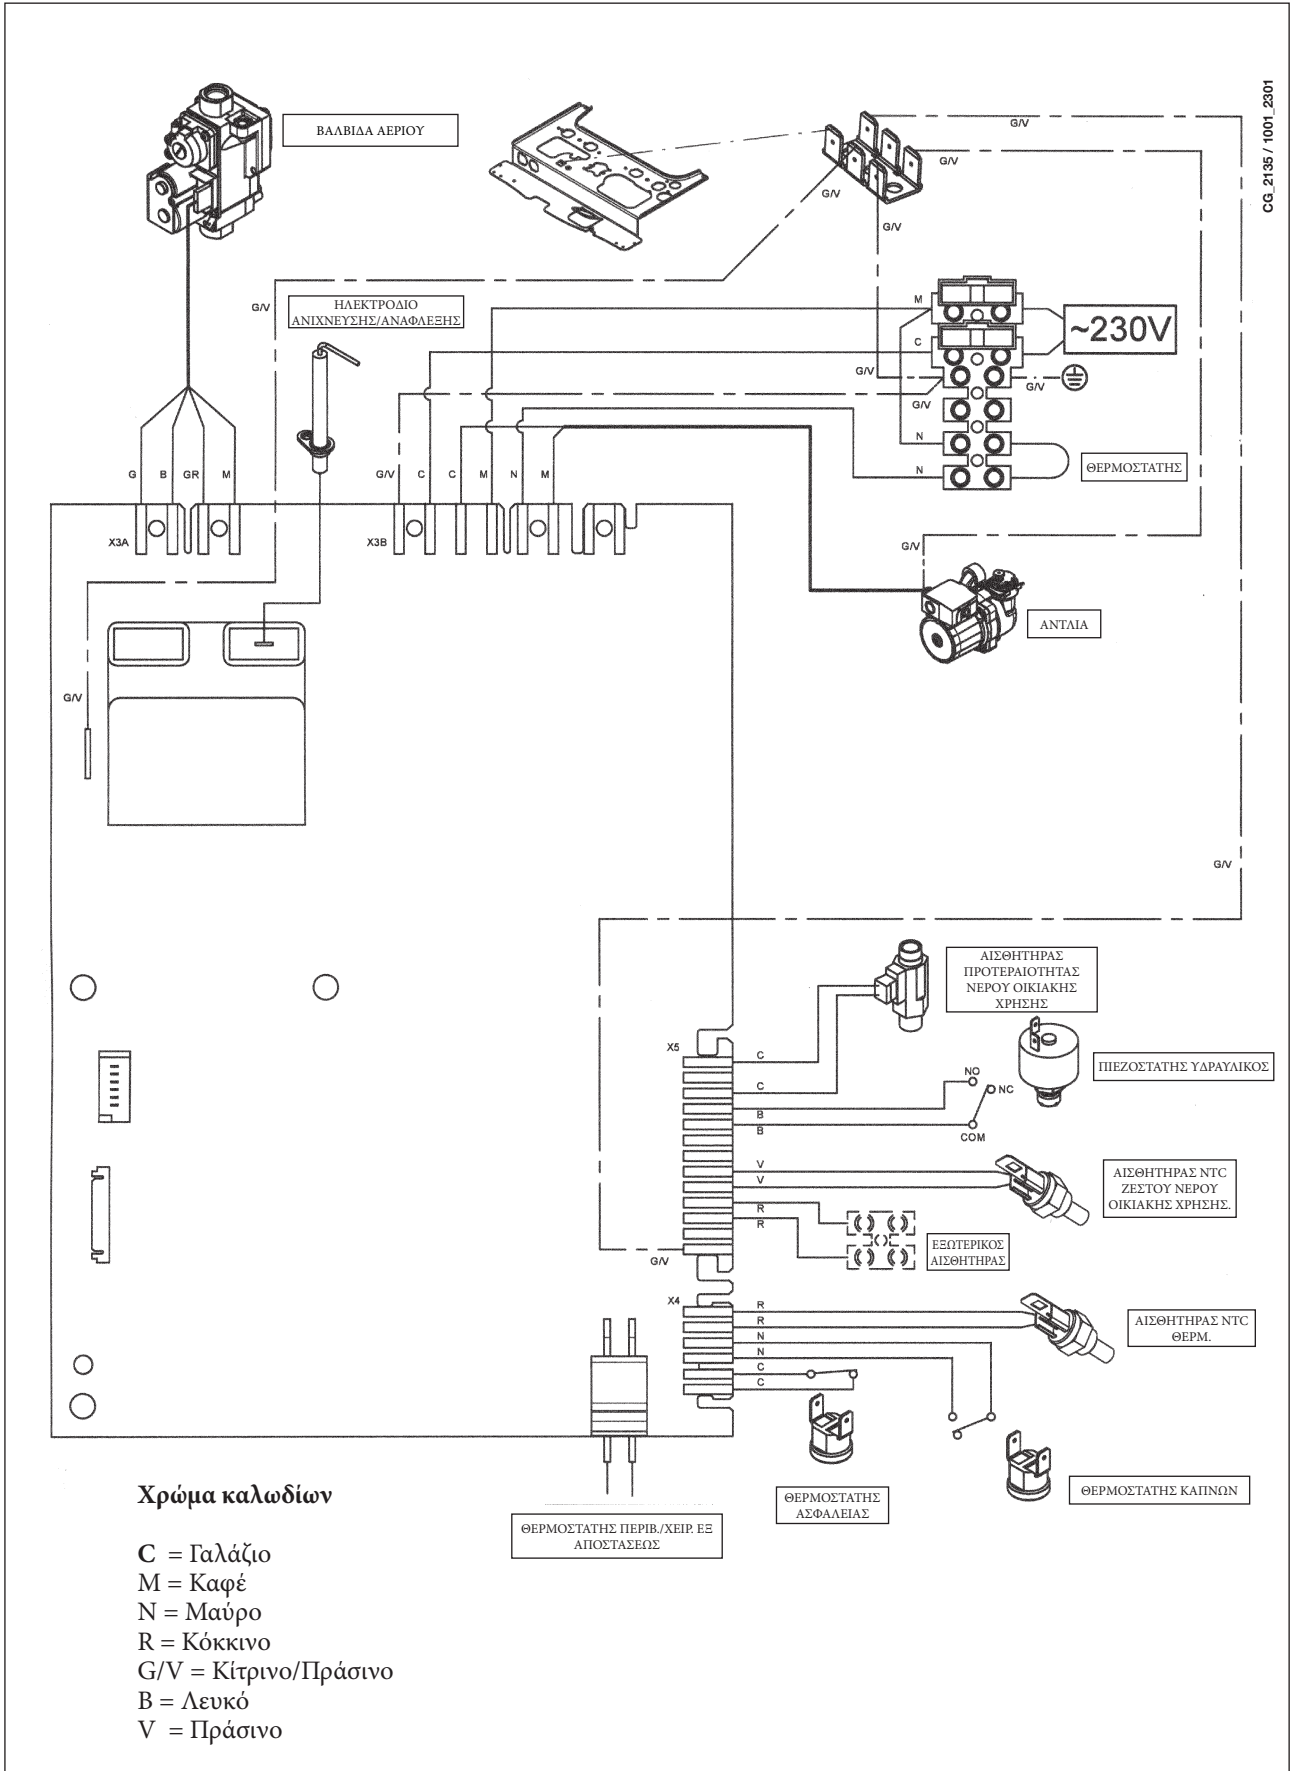 CG_2135 / 1001_2301
ΒΑΛΒΙΔΑ ΑΕΡΙΟΥ
G/V
G/V
G/V
G/V
G/V
ΗΛΕΚΤΡΟΔΙΟ
ΑΝΙΧΝΕΥΣΗΣ/ΑΝΑΦΛΕΞΗΣ
M
C
~230V
G/V
G/V
G/V
N
N
ΘΕΡΜΟΣΤΑΤΗΣ
G
B
GR
M
G/V
C
C
M
N
M
X3A
X3B
G/V
ΑΝΤΛΙΑ
G/V
G/V
ΑΙΣΘΗΤΗΡΑΣ
ΠΡΟΤΕΡΑΙΟΤΗΤΑΣ
ΝΕΡΟΥ ΟΙΚΙΑΚΗΣ
ΧΡΗΣΗΣ
X5
C
C
B
B
NO
NC
COM
ΠΙΕΖΟΣΤΑΤΗΣ ΥΔΡΑΥΛΙΚΟΣ
V
V
ΑΙΣΘΗΤΗΡΑΣ NTC
ΖΕΣΤΟΥ ΝΕΡΟΥ
ΟΙΚΙΑΚΗΣ ΧΡΗΣΗΣ.
R
R
ΕΞΩΤΕΡΙΚΟΣ
ΑΙΣΘΗΤΗΡΑΣ
G/V
X4
R
R
N
N
C
C
ΑΙΣΘΗΤΗΡΑΣ NTC
ΘΕΡΜ.
ΘΕΡΜΟΣΤΑΤΗΣ
ΑΣΦΑΛΕΙΑΣ
ΘΕΡΜΟΣΤΑΤΗΣ ΚΑΠΝΩΝ
ΘΕΡΜΟΣΤΑΤΗΣ ΠΕΡΙΒ./ΧΕΙΡ. ΕΞ
ΑΠΟΣΤΑΣΕΩΣ
Χρώμα καλωδίων
C = Γαλάζιο
M = Καφέ
N = Μαύρο
R = Κόκκινο
G/V = Κίτρινο/Πράσινο
B = Λευκό
V = Πράσινο